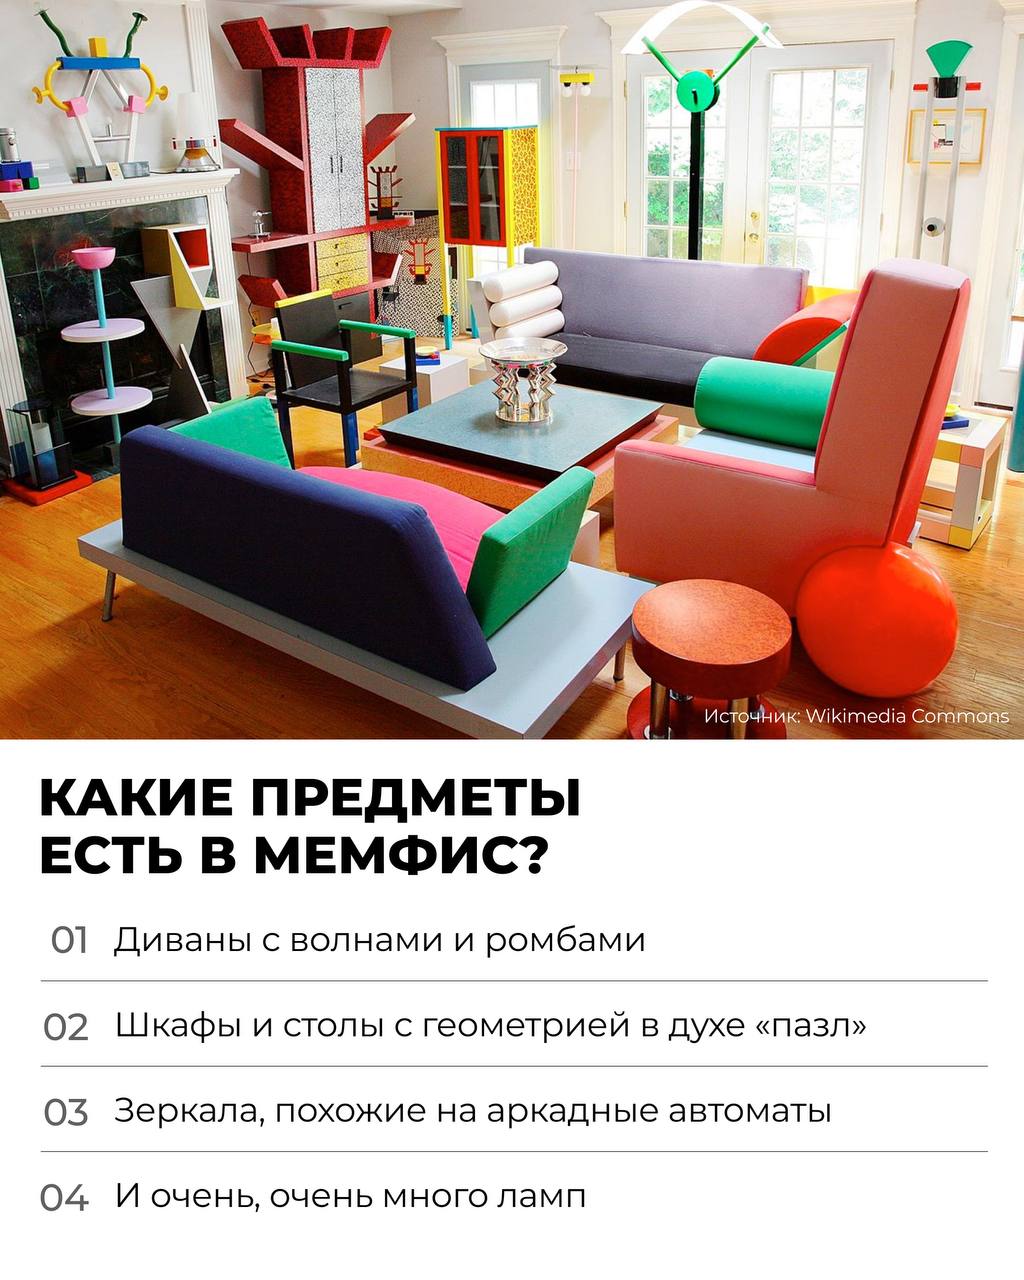 Источник: Wikimedia Commons
КАКИЕ ПРЕДМЕТЫ
ЕСТЬ В МЕМФИС?
01 Диваны с волнами и ромбами
02 Шкафы и столы с геометрией в духе «пазл»
03 Зеркала, похожие на аркадные автоматы
04 И очень, очень много ламп